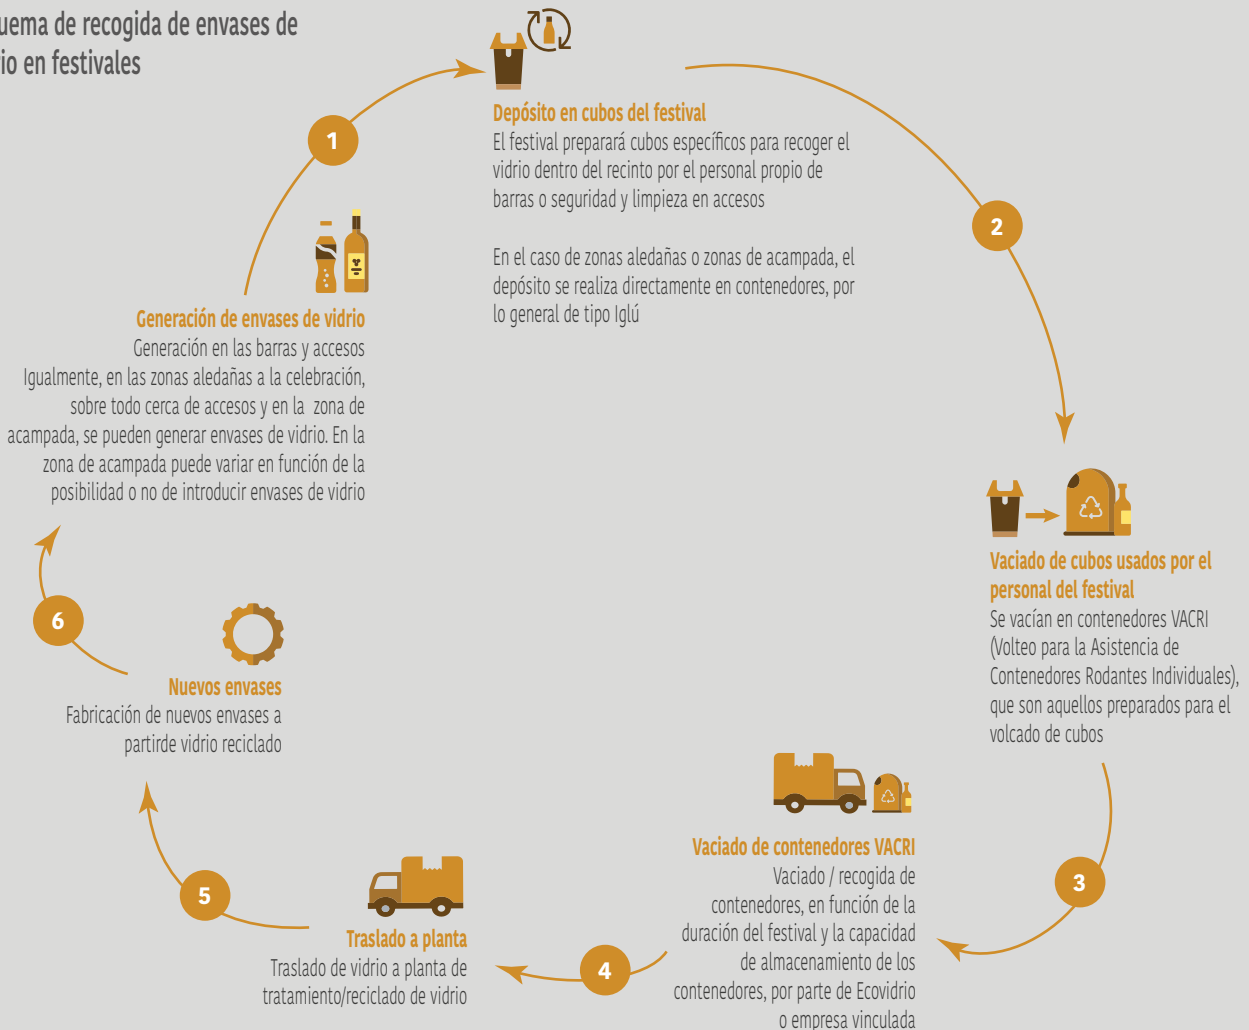 uema de recogida de envases de
io en festivales
1
Depósito en cubos del festival
El festival preparará cubos específicos para recoger el
vidrio dentro del recinto por el personal propio de
barras o seguridad y limpieza en accesos
En el caso de zonas aledañas o zonas de acampada, el
depósito se realiza directamente en contenedores, por
lo general de tipo Iglú
2
Generación de envases de vidrio
Generación en las barras y accesos
Igualmente, en las zonas aledañas a la celebración,
sobre todo cerca de accesos y en la zona de
acampada, se pueden generar envases de vidrio. En la
zona de acampada puede variar en función de la
posibilidad o no de introducir envases de vidrio
Vaciado de cubos usados por el
personal del festival
Se vacían en contenedores VACRI
(Volteo para la Asistencia de
Contenedores Rodantes Individuales),
que son aquellos preparados para el
volcado de cubos
3
Vaciado de contenedores VACRI
Vaciado / recogida de
contenedores, en función de la
duración del festival y la capacidad
de almacenamiento de los
contenedores, por parte de Ecovidrio
o empresa vinculada
4
Traslado a planta
Traslado de vidrio a planta de
tratamiento/reciclado de vidrio
5
Nuevos envases
Fabricación de nuevos envases a
partirde vidrio reciclado
6